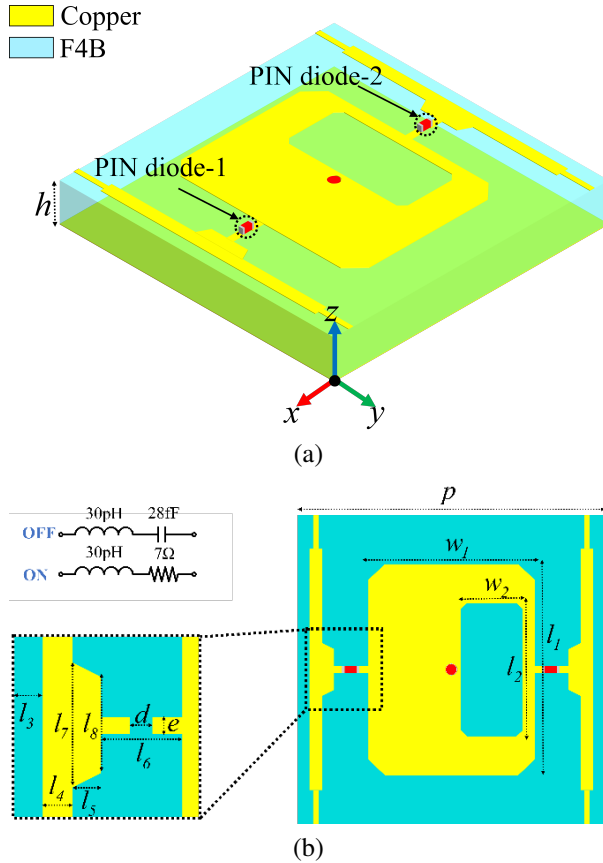 Copper
F4B
PIN diode-2
PIN diode-1
h
z
x
y
(a)
30pH 28fF
OFF
30pH 7Ω
ON
p
w1
w2
l1
l2
l3
l7
l8
d
e
l6
l4
l5
(b)